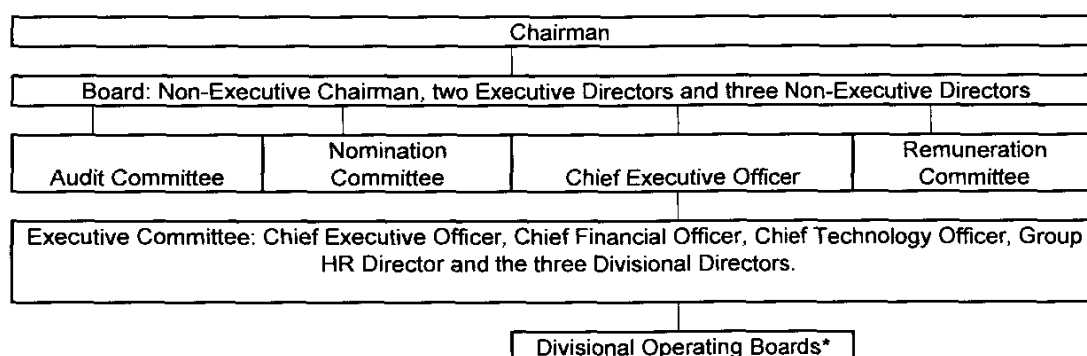 Chairman
Board: Non-Executive Chairman, two Executive Directors and three Non-Executive Directors
Audit Committee
Nomination
Committee
Chief Executive Officer
Remuneration
Committee
Executive Committee: Chief Executive Officer, Chief Financial Officer, Chief Technology Officer, Group
HR Director and the three Divisional Directors.
Divisional Operating Boards*